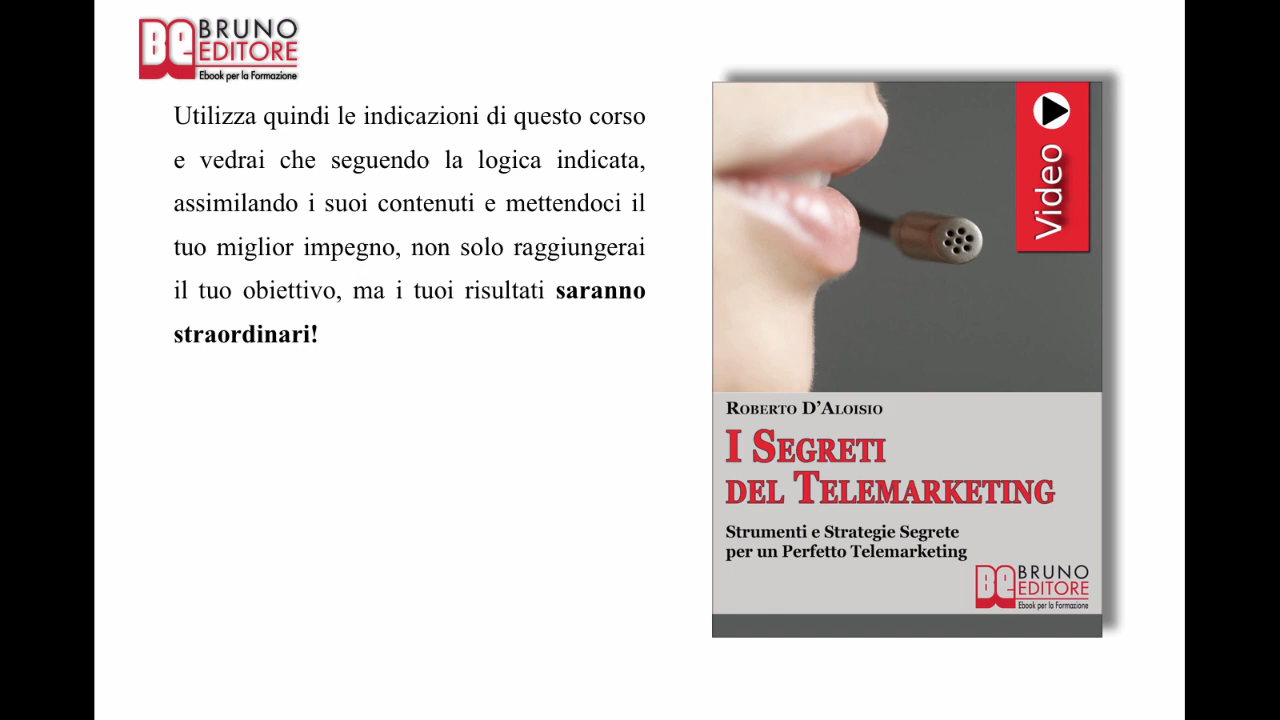 BRUNO
EDITORE
Ebook per la Formazione
Utilizza quindi le indicazioni di questo corso
e vedrai che seguendo la logica indicata,
assimilando i suoi contenuti e mettendoci il
tuo miglior impegno, non solo raggiungerai
il tuo obiettivo, ma i tuoi risultati saranno
straordinari!
Video
ROBERTO D'ALOISIO
I SEGRETI
DEL TELEMARKETING
Strumenti e Strategie Segrete
per un Perfetto Telemarketing
BRUNO
EDITORE
Ebook per la Formazione